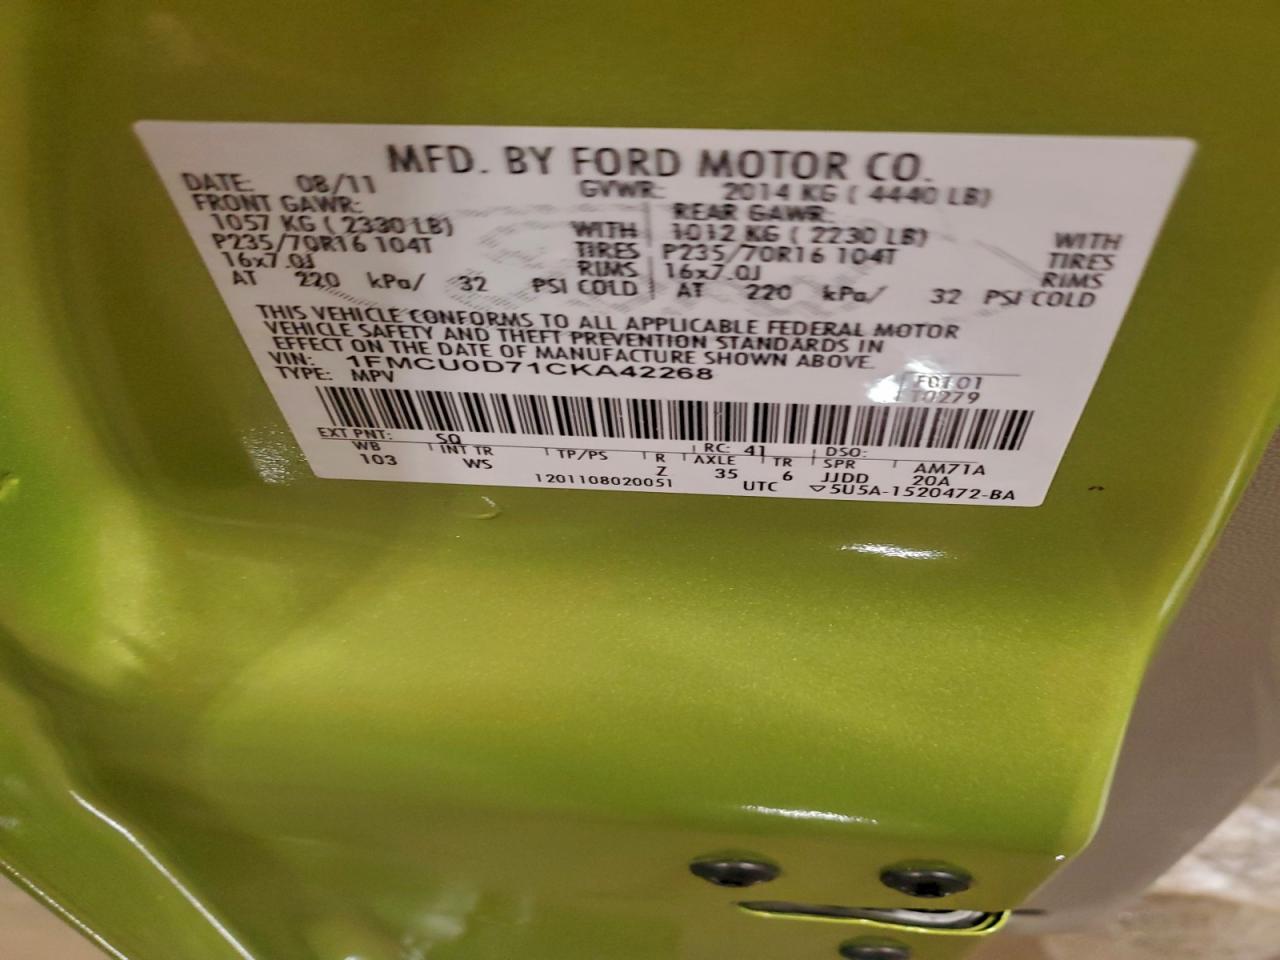 MFD. BY FORD MOTOR CO.
DATE: 08/11 GVWR: 2014 KG ( 4440 LB)
FRONT GAWR: REAR GAWR:
1057 KG ( 2330 LB) WITH 1012 KG ( 2230 LB) WITH
P235/70R16 104T TIRES P235/70R16 104T TIRES
16x7.0J RIMS 16x7.0J RIMS
AT 220 kPa/ 32 PSI COLD AT 220 kPa/ 32 PSI COLD
THIS VEHICLE CONFORMS TO ALL APPLICABLE FEDERAL MOTOR
VEHICLE SAFETY AND THEFT PREVENTION STANDARDS IN
EFFECT ON THE DATE OF MANUFACTURE SHOWN ABOVE.
VIN: 1FMCU0D71CKA42268
TYPE: MPV F0101
T0279
EXT PNT: SQ RC: 41 DSO:
WB INT TR TP/PS R AXLE TR SPR AM71A
103 WS Z 35 6 JJDD 20A
1201108020051 UTC ▽5U5A-1520472-BA